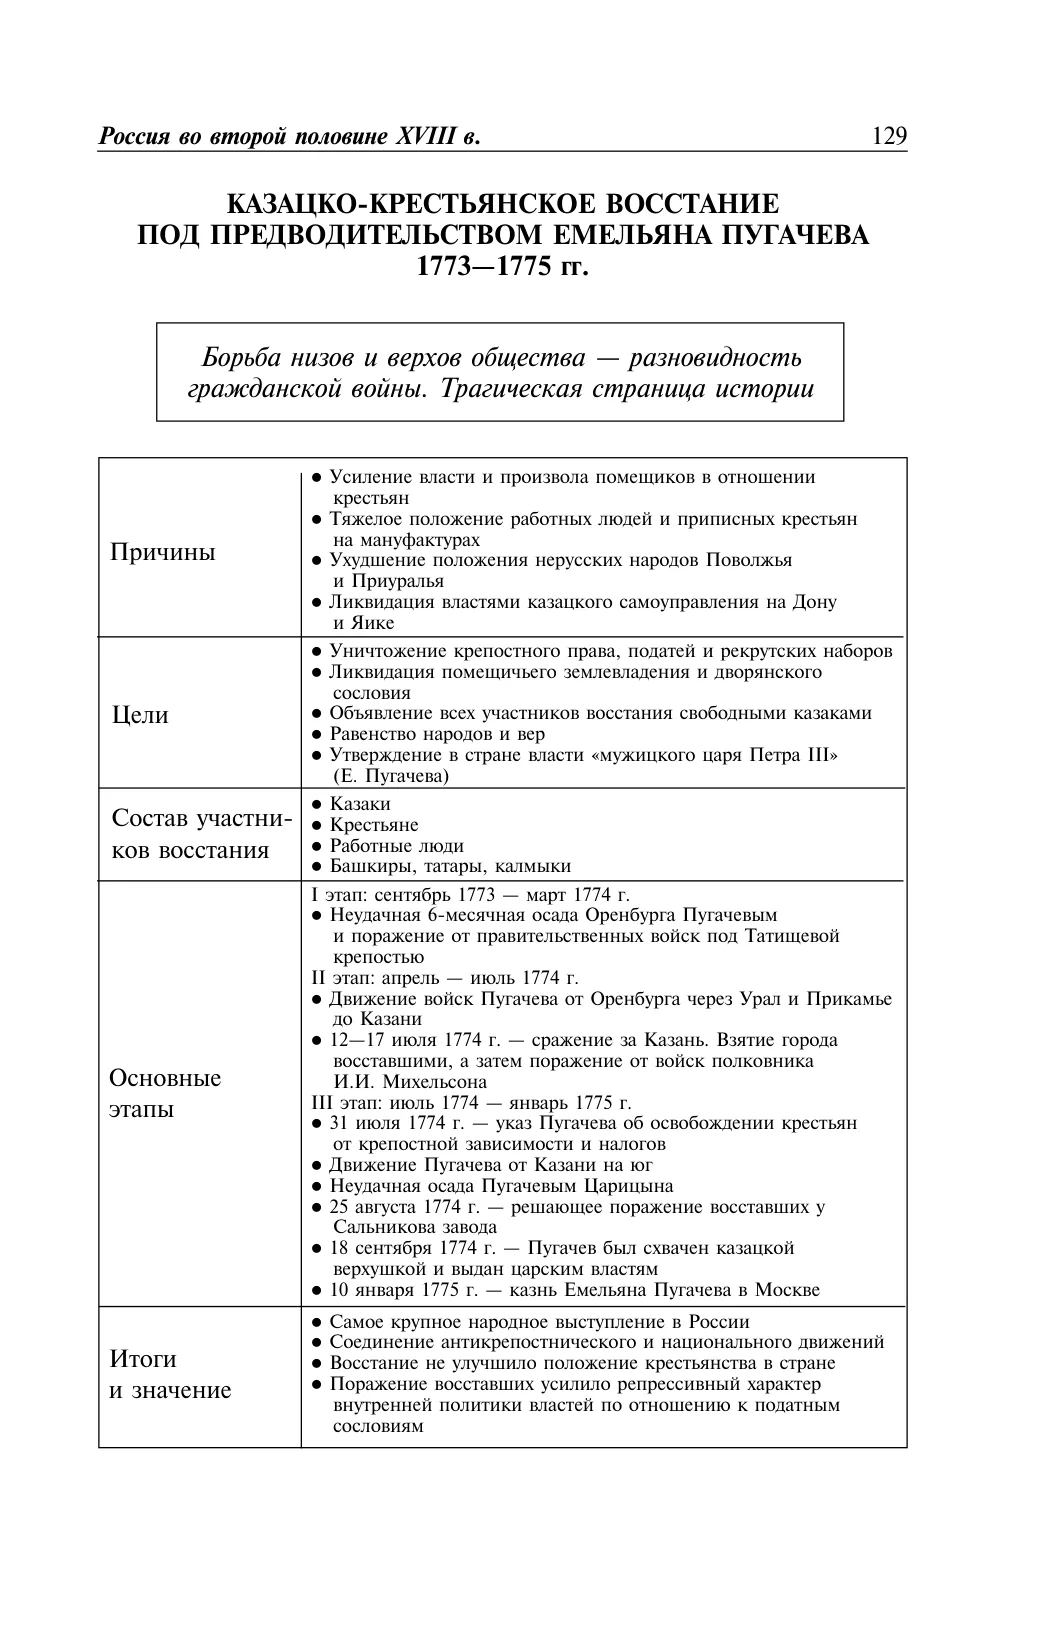 Россия во второй половине XVIII в. 129
КАЗАЦКО-КРЕСТЬЯНСКОЕ ВОССТАНИЕ
ПОД ПРЕДВОДИТЕЛЬСТВОМ ЕМЕЛЬЯНА ПУГАЧЕВА
1773—1775 гг.
Борьба низов и верхов общества — разновидность
гражданской войны. Трагическая страница истории
Причины
● Усиление власти и произвола помещиков в отношении
крестьян
● Тяжелое положение работных людей и приписных крестьян
на мануфактурах
● Ухудшение положения нерусских народов Поволжья
и Приуралья
● Ликвидация властями казацкого самоуправления на Дону
и Яике
Цели
● Уничтожение крепостного права, податей и рекрутских наборов
● Ликвидация помещичьего землевладения и дворянского
сословия
● Объявление всех участников восстания свободными казаками
● Равенство народов и вер
● Утверждение в стране власти «мужицкого царя Петра III»
(Е. Пугачева)
Состав участни-
ков восстания
● Казаки
● Крестьяне
● Работные люди
● Башкиры, татары, калмыки
Основные
этапы
I этап: сентябрь 1773 — март 1774 г.
● Неудачная 6-месячная осада Оренбурга Пугачевым
и поражение от правительственных войск под Татищевой
крепостью
II этап: апрель — июль 1774 г.
● Движение войск Пугачева от Оренбурга через Урал и Прикамье
до Казани
● 12—17 июля 1774 г. — сражение за Казань. Взятие города
восставшими, а затем поражение от войск полковника
И.И. Михельсона
III этап: июль 1774 — январь 1775 г.
● 31 июля 1774 г. — указ Пугачева об освобождении крестьян
от крепостной зависимости и налогов
● Движение Пугачева от Казани на юг
● Неудачная осада Пугачевым Царицына
● 25 августа 1774 г. — решающее поражение восставших у
Сальникова завода
● 18 сентября 1774 г. — Пугачев был схвачен казацкой
верхушкой и выдан царским властям
● 10 января 1775 г. — казнь Емельяна Пугачева в Москве
Итоги
и значение
● Самое крупное народное выступление в России
● Соединение антикрепостнического и национального движений
● Восстание не улучшило положение крестьянства в стране
● Поражение восставших усилило репрессивный характер
внутренней политики властей по отношению к податным
сословиям